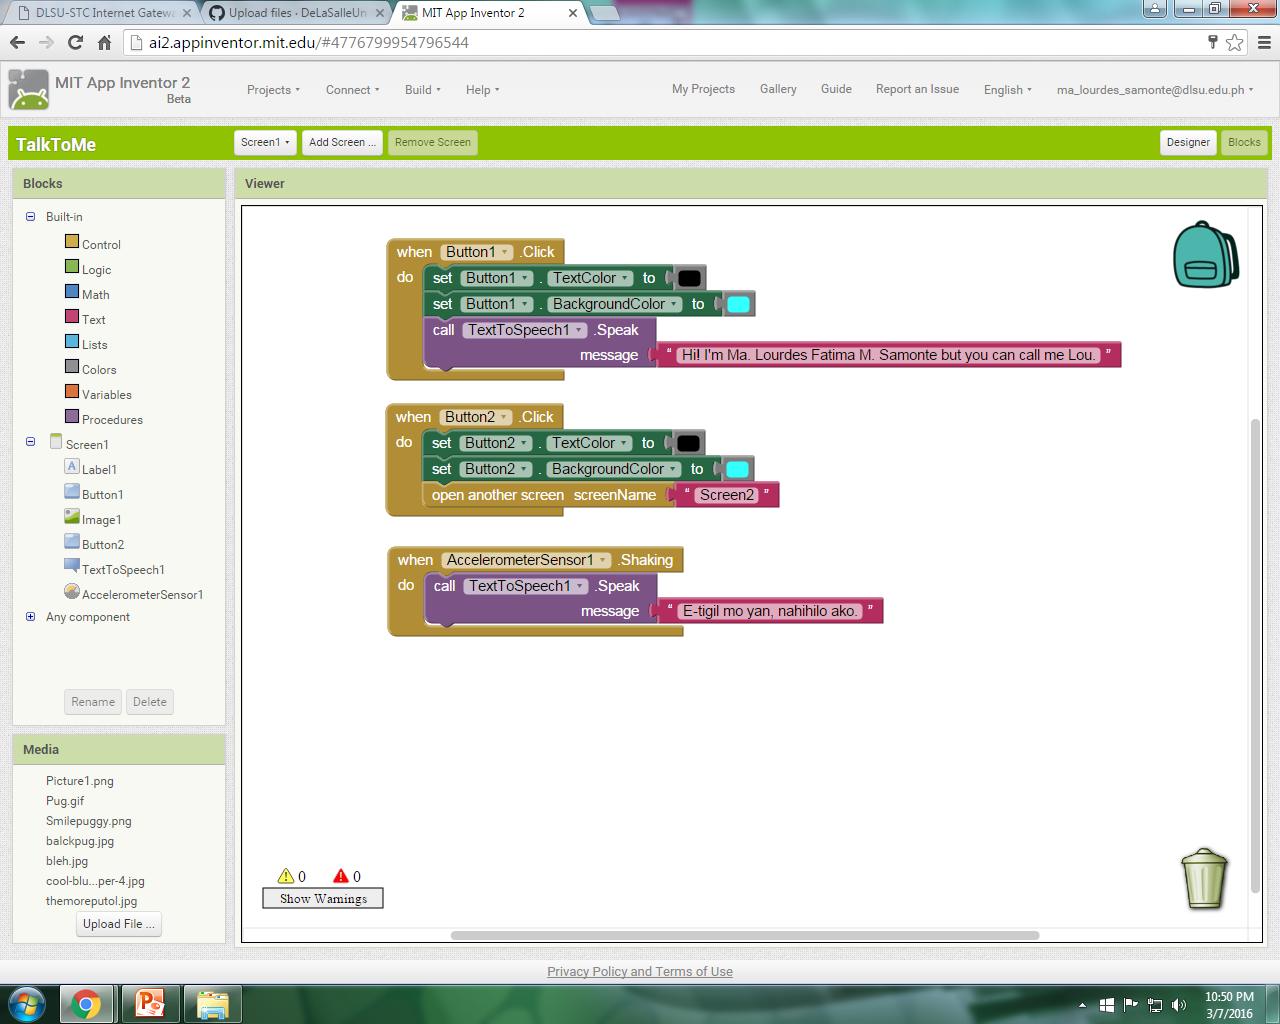 DLSU-STC Internet Gatewa
Upload files · DeLaSalleUn
MIT App Inventor 2
ai2.appinventor.mit.edu/#4776799954796544
MIT App Inventor 2
Beta
Projects
Connect
Build
Help
My Projects
Gallery
Guide
Report an Issue
English
ma_lourdes_samonte@dlsu.edu.ph
TalkToMe
Screen1
Add Screen ...
Remove Screen
Designer
Blocks
Blocks
Built-in
Control
Logic
Math
Text
Lists
Colors
Variables
Procedures
Screen1
Label1
Button1
Image1
Button2
TextToSpeech1
AccelerometerSensor1
Any component
Rename
Delete
Media
Picture1.png
Pug.gif
Smilepuggy.png
balckpug.jpg
bleh.jpg
cool-blu...per-4.jpg
themoreputol.jpg
Upload File ...
Viewer
when Button1 .Click
do set Button1 . TextColor to
set Button1 . BackgroundColor to
call TextToSpeech1 .Speak
message “ Hi! I'm Ma. Lourdes Fatima M. Samonte but you can call me Lou. ”
when Button2 .Click
do set Button2 . TextColor to
set Button2 . BackgroundColor to
open another screen screenName “ Screen2 ”
when AccelerometerSensor1 .Shaking
do call TextToSpeech1 .Speak
message “ E-tigil mo yan, nahihilo ako. ”
0 0
Show Warnings
Privacy Policy and Terms of Use
10:50 PM
3/7/2016